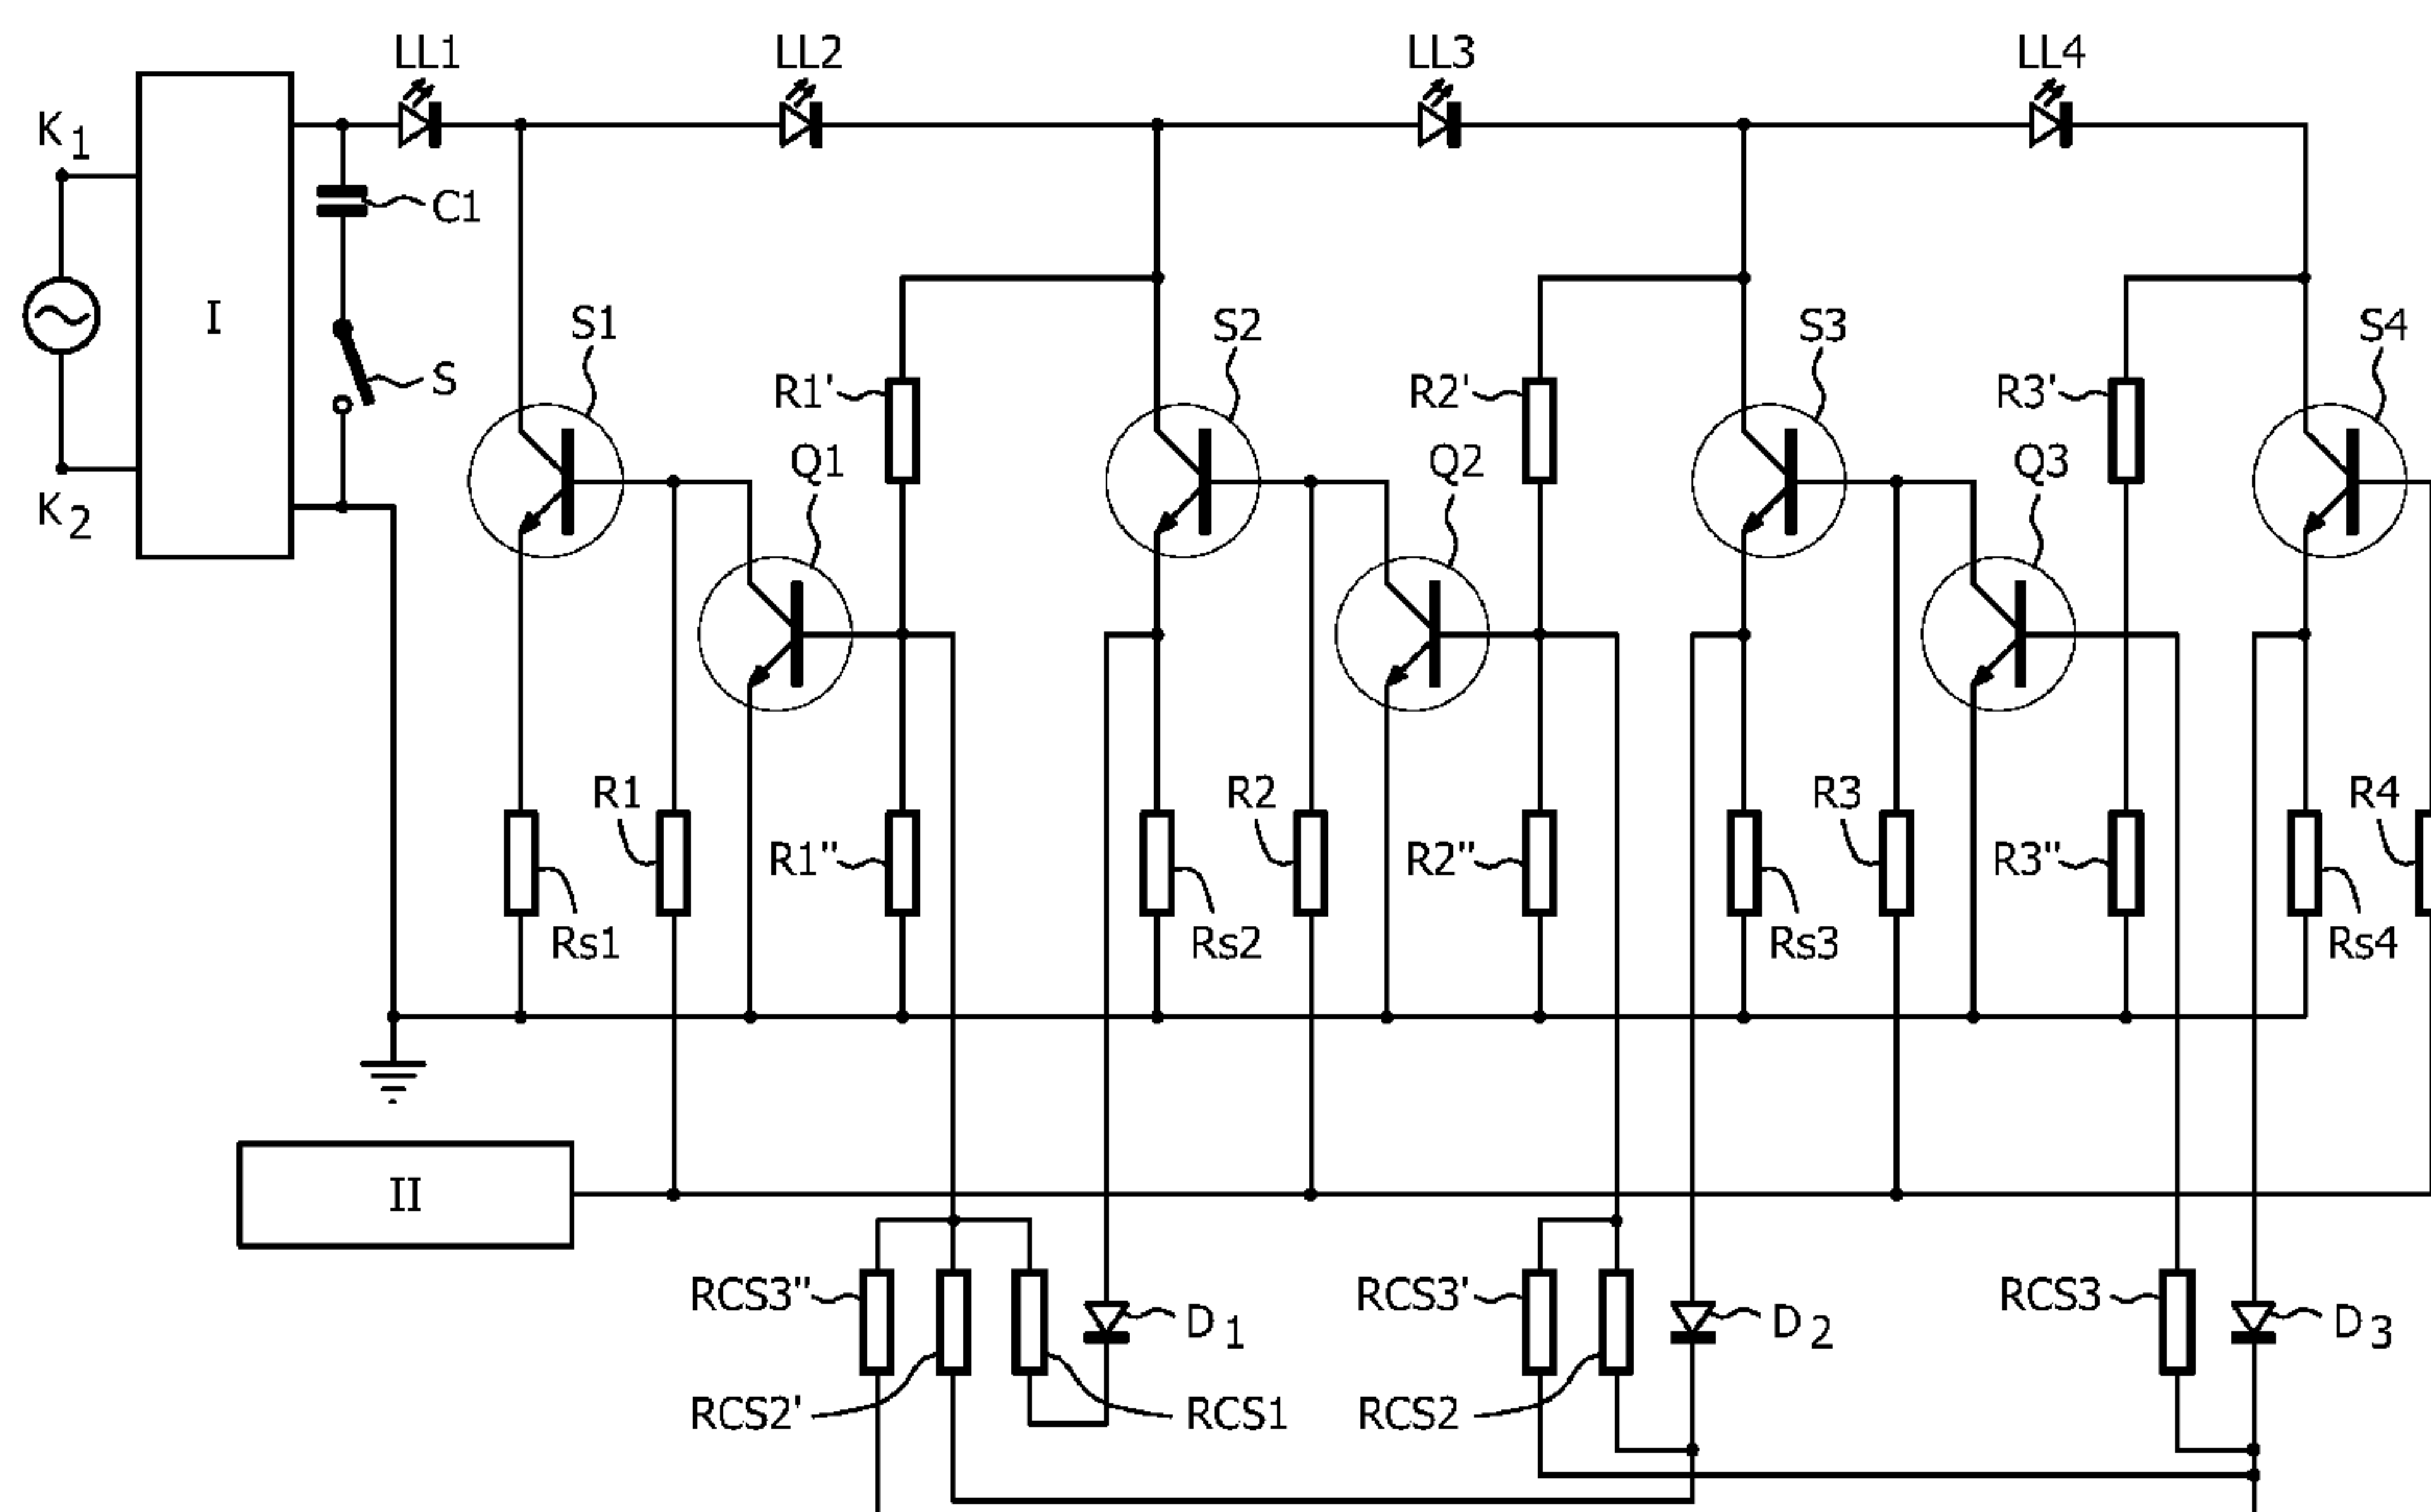 LL1 LL2 LL3 LL4
K1
C1
I
S1 S2 S3 S4
S
R1' R2' R3'
Q1 Q2 Q3
K2
R1 R2 R3 R4
R1" R2" R3"
Rs1 Rs2 Rs3 Rs4
II
RCS3" D1 RCS3' D2 RCS3 D3
RCS2' RCS1 RCS2